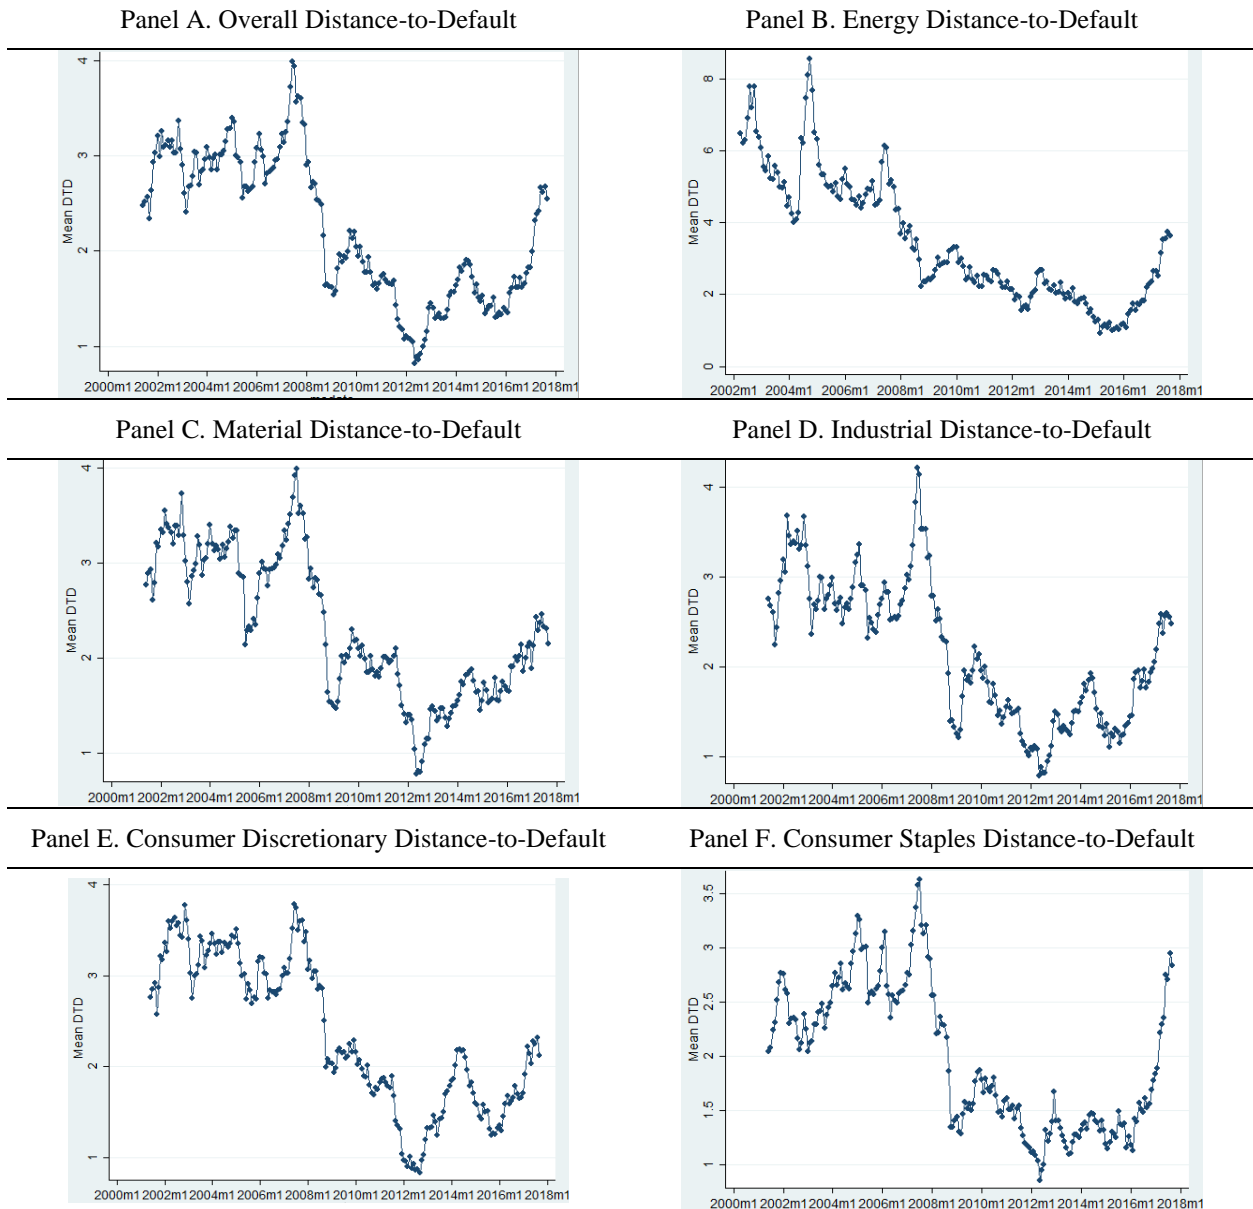 Panel A. Overall Distance-to-Default
Panel B. Energy Distance-to-Default
4
3
2
1
Mean DTD
2000m1 2002m1 2004m1 2006m1 2008m1 2010m1 2012m1 2014m1 2016m1 2018m1
8
6
4
2
0
Mean DTD
2002m1 2004m1 2006m1 2008m1 2010m1 2012m1 2014m1 2016m1 2018m1
Panel C. Material Distance-to-Default
Panel D. Industrial Distance-to-Default
4
3
2
1
Mean DTD
2000m1 2002m1 2004m1 2006m1 2008m1 2010m1 2012m1 2014m1 2016m1 2018m1
4
3
2
1
Mean DTD
2000m1 2002m1 2004m1 2006m1 2008m1 2010m1 2012m1 2014m1 2016m1 2018m1
Panel E. Consumer Discretionary Distance-to-Default
Panel F. Consumer Staples Distance-to-Default
4
3
2
1
Mean DTD
2000m1 2002m1 2004m1 2006m1 2008m1 2010m1 2012m1 2014m1 2016m1 2018m1
3.5
3
2.5
2
1.5
1
Mean DTD
2000m1 2002m1 2004m1 2006m1 2008m1 2010m1 2012m1 2014m1 2016m1 2018m1